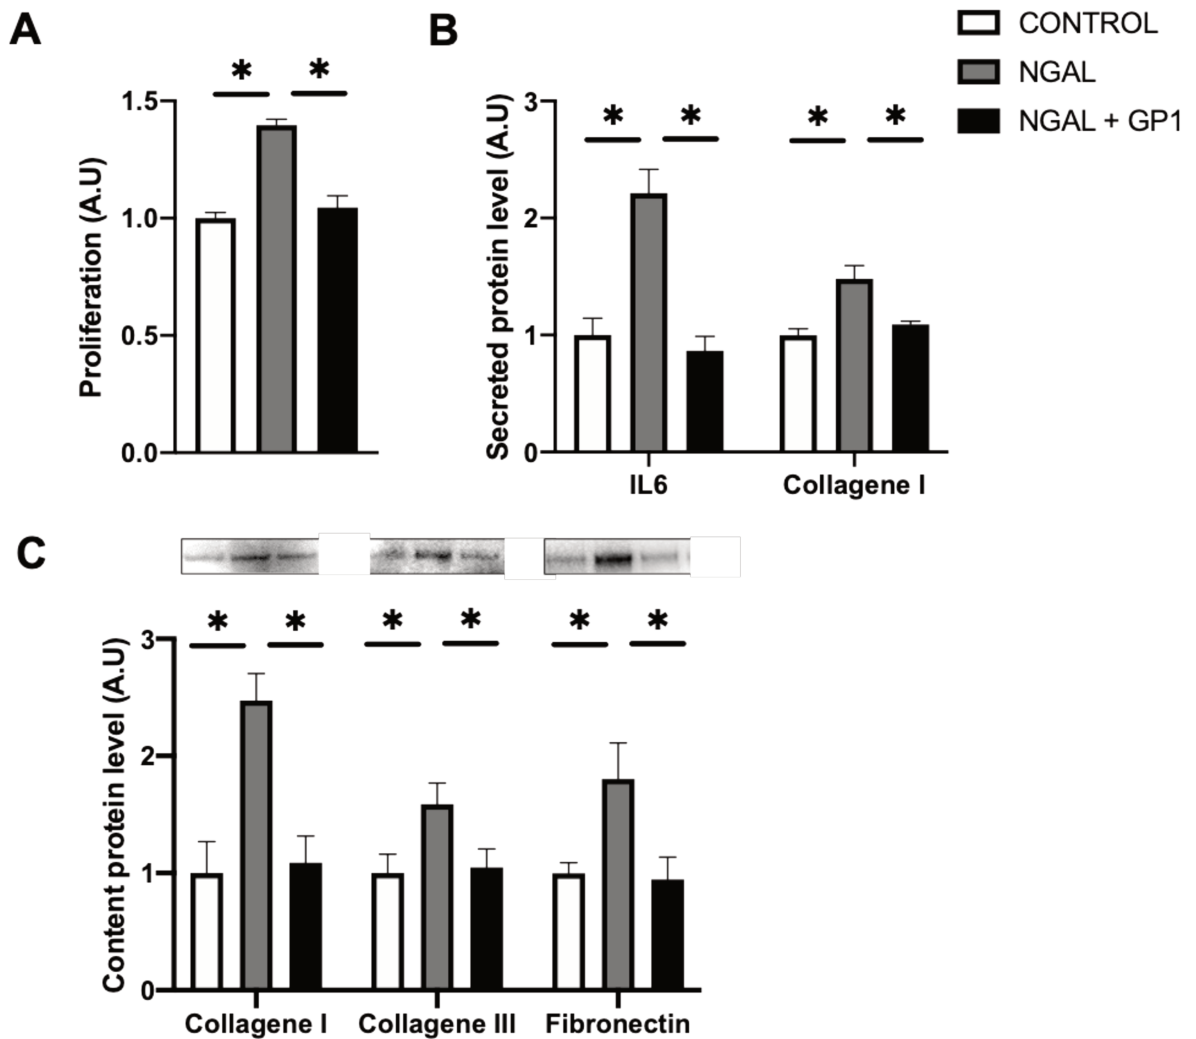 A
B
CONTROL
NGAL
NGAL + GP1
* *
Proliferation (A.U)
1.5
1.0
0.5
0.0
* * * *
Secreted protein level (A.U)
3
2
1
0
IL6 Collagene I
C
* * * * * *
Content protein level (A.U)
3
2
1
0
Collagene I Collagene III Fibronectin